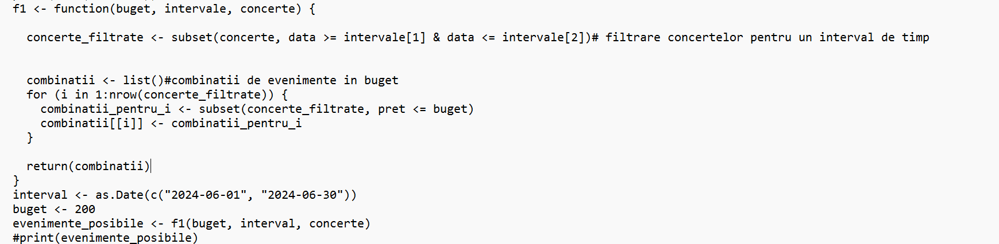 f1 <- function(buget, intervale, concerte) {
concerte_filtrate <- subset(concerte, data >= intervale[1] & data <= intervale[2])# filtrare concertelor pentru un interval de timp
combinatii <- list()#combinatii de evenimente in buget
for (i in 1:nrow(concerte_filtrate)) {
combinatii_pentru_i <- subset(concerte_filtrate, pret <= buget)
combinatii[[i]] <- combinatii_pentru_i
}
return(combinatii)
}
interval <- as.Date(c("2024-06-01", "2024-06-30"))
buget <- 200
evenimente_posibile <- f1(buget, interval, concerte)
#print(evenimente_posibile)